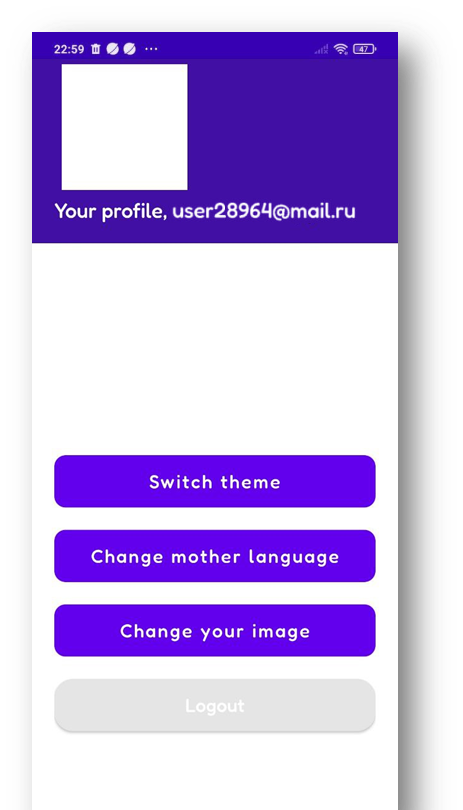 22:59 ... 47
Your profile, user28964@mail.ru
Switch theme
Change mother language
Change your image
Logout